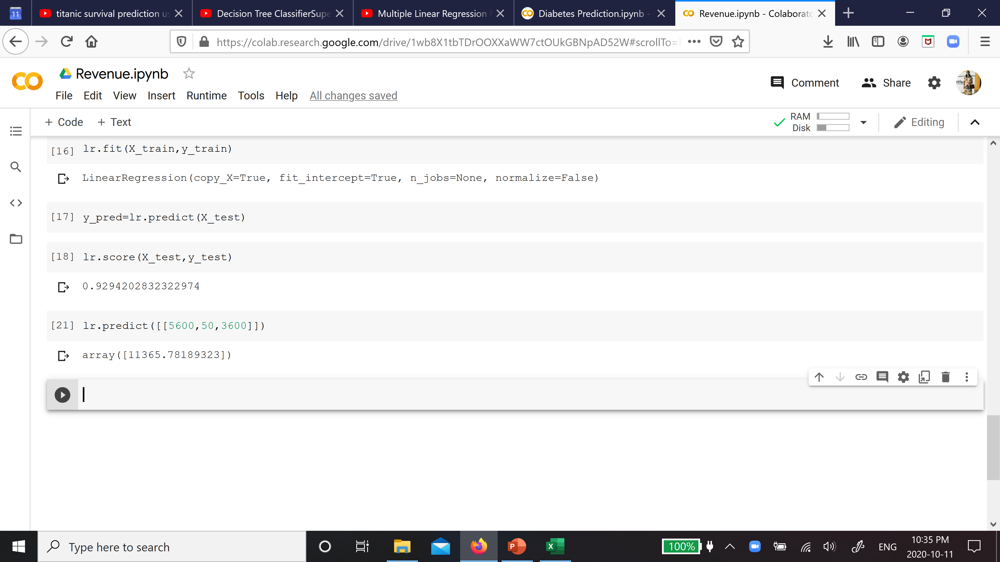 11
titanic survival prediction us
Decision Tree ClassifierSupe
Multiple Linear Regression
Diabetes Prediction.ipynb -
Revenue.ipynb - Colaborato
https://colab.research.google.com/drive/1wb8X1tbTDrOOXXaWW7ctOUkGBNpAD52W#scrollTo=
Revenue.ipynb
Comment
Share
File Edit View Insert Runtime Tools Help All changes saved
+ Code + Text
RAM
Disk
Editing
[16] lr.fit(X_train,y_train)
LinearRegression(copy_X=True, fit_intercept=True, n_jobs=None, normalize=False)
[17] y_pred=lr.predict(X_test)
[18] lr.score(X_test,y_test)
0.9294202832322974
[21] lr.predict([[5600,50,3600]])
array([11365.78189323])
Type here to search
P
X
100%
ENG
10:35 PM
2020-10-11